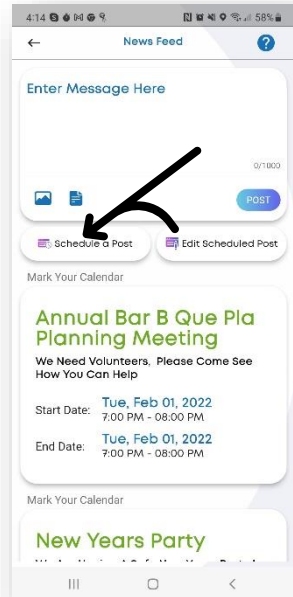 4:14 58%
News Feed ?
Enter Message Here
0/1000
POST
Schedule a Post Edit Scheduled Post
Mark Your Calendar
Annual Bar B Que Pla
Planning Meeting
We Need Volunteers, Please Come See
How You Can Help
Start Date: Tue, Feb 01, 2022
7:00 PM - 08:00 PM
End Date: Tue, Feb 01, 2022
7:00 PM - 08:00 PM
Mark Your Calendar
New Years Party